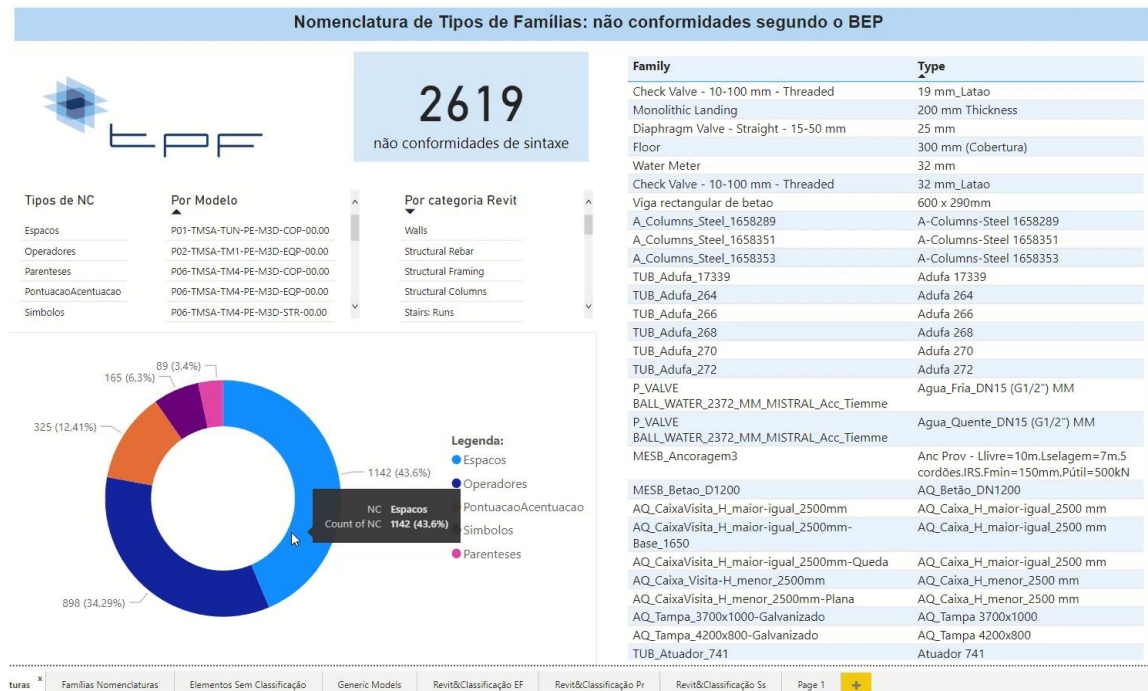 Nomenclatura de Tipos de Famílias: não conformidades segundo o BEP
tpf
2619
não conformidades de sintaxe
Tipos de NC
Espacos
Operadores
Parenteses
PontuacaoAcentuacao
Simbolos
Por Modelo
P01-TMSA-TUN-PE-M3D-COP-00.00
P02-TMSA-TM1-PE-M3D-EQP-00.00
P06-TMSA-TM4-PE-M3D-COP-00.00
P06-TMSA-TM4-PE-M3D-EQP-00.00
P06-TMSA-TM4-PE-M3D-STR-00.00
Por categoria Revit
Walls
Structural Rebar
Structural Framing
Structural Columns
Stairs: Runs
89 (3.4%)
165 (6.3%)
325 (12,41%)
1142 (43.6%)
898 (34,29%)
NC Espacos
Count of NC 1142 (43,6%)
Legenda:
Espacos
Operadores
PontuacaoAcentuacao
Simbolos
Parenteses
Family Type
Check Valve - 10-100 mm - Threaded 19 mm_Latao
Monolithic Landing 200 mm Thickness
Diaphragm Valve - Straight - 15-50 mm 25 mm
Floor 300 mm (Cobertura)
Water Meter 32 mm
Check Valve - 10-100 mm - Threaded 32 mm_Latao
Viga rectangular de betao 600 x 290mm
A_Columns_Steel_1658289 A-Columns-Steel 1658289
A_Columns_Steel_1658351 A-Columns-Steel 1658351
A_Columns_Steel_1658353 A-Columns-Steel 1658353
TUB_Adufa_17339 Adufa 17339
TUB_Adufa_264 Adufa 264
TUB_Adufa_266 Adufa 266
TUB_Adufa_268 Adufa 268
TUB_Adufa_270 Adufa 270
TUB_Adufa_272 Adufa 272
P_VALVE Agua_Fria_DN15 (G1/2") MM
BALL_WATER_2372_MM_MISTRAL_Acc_Tiemme
P_VALVE Agua_Quente_DN15 (G1/2") MM
BALL_WATER_2372_MM_MISTRAL_Acc_Tiemme
MESB_Ancoragem3 Anc Prov - Llivre=10m.Lselagem=7m.5
cordões.IRS.Fmin=150mm.Pútil=500kN
MESB_Betao_D1200 AQ_Betão_DN1200
AQ_CaixaVisita_H_maior-igual_2500mm AQ_Caixa_H_maior-igual_2500 mm
AQ_CaixaVisita_H_maior-igual_2500mm- AQ_Caixa_H_maior-igual_2500 mm
Base_1650
AQ_CaixaVisita_H_maior-igual_2500mm-Queda AQ_Caixa_H_maior-igual_2500 mm
AQ_Caixa_Visita-H_menor_2500mm AQ_Caixa_H_menor_2500 mm
AQ_CaixaVisita_H_menor_2500mm-Plana AQ_Caixa_H_menor_2500 mm
AQ_Tampa_3700x1000-Galvanizado AQ_Tampa 3700x1000
AQ_Tampa_4200x800-Galvanizado AQ_Tampa 4200x800
TUB_Atuador_741 Atuador 741
turas x Famílias Nomenclaturas Elementos Sem Classificação Generic Models Revit&Classificação EF Revit&Classificação Pr Revit&Classificação Ss Page 1 +